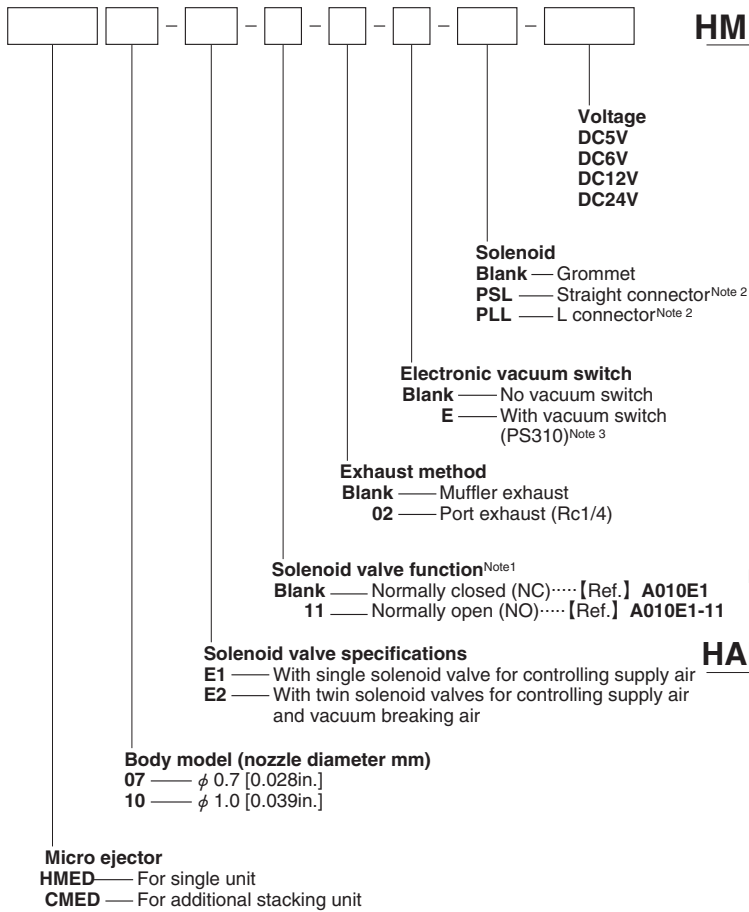 HM
Voltage
DC5V
DC6V
DC12V
DC24V
Solenoid
Blank — Grommet
PSL — Straight connector Note 2
PLL — L connector Note 2
Electronic vacuum switch
Blank — No vacuum switch
E — With vacuum switch
(PS310) Note 3
Exhaust method
Blank — Muffler exhaust
02 — Port exhaust (Rc1/4)
Solenoid valve function Note1
Blank — Normally closed (NC)·····【Ref.】 A010E1
11 — Normally open (NO)·····【Ref.】 A010E1-11
HA
Solenoid valve specifications
E1 — With single solenoid valve for controlling supply air
E2 — With twin solenoid valves for controlling supply air
and vacuum breaking air
Body model (nozzle diameter mm)
07 — φ 0.7 [0.028in.]
10 — φ 1.0 [0.039in.]
Micro ejector
HMED — For single unit
CMED — For additional stacking unit